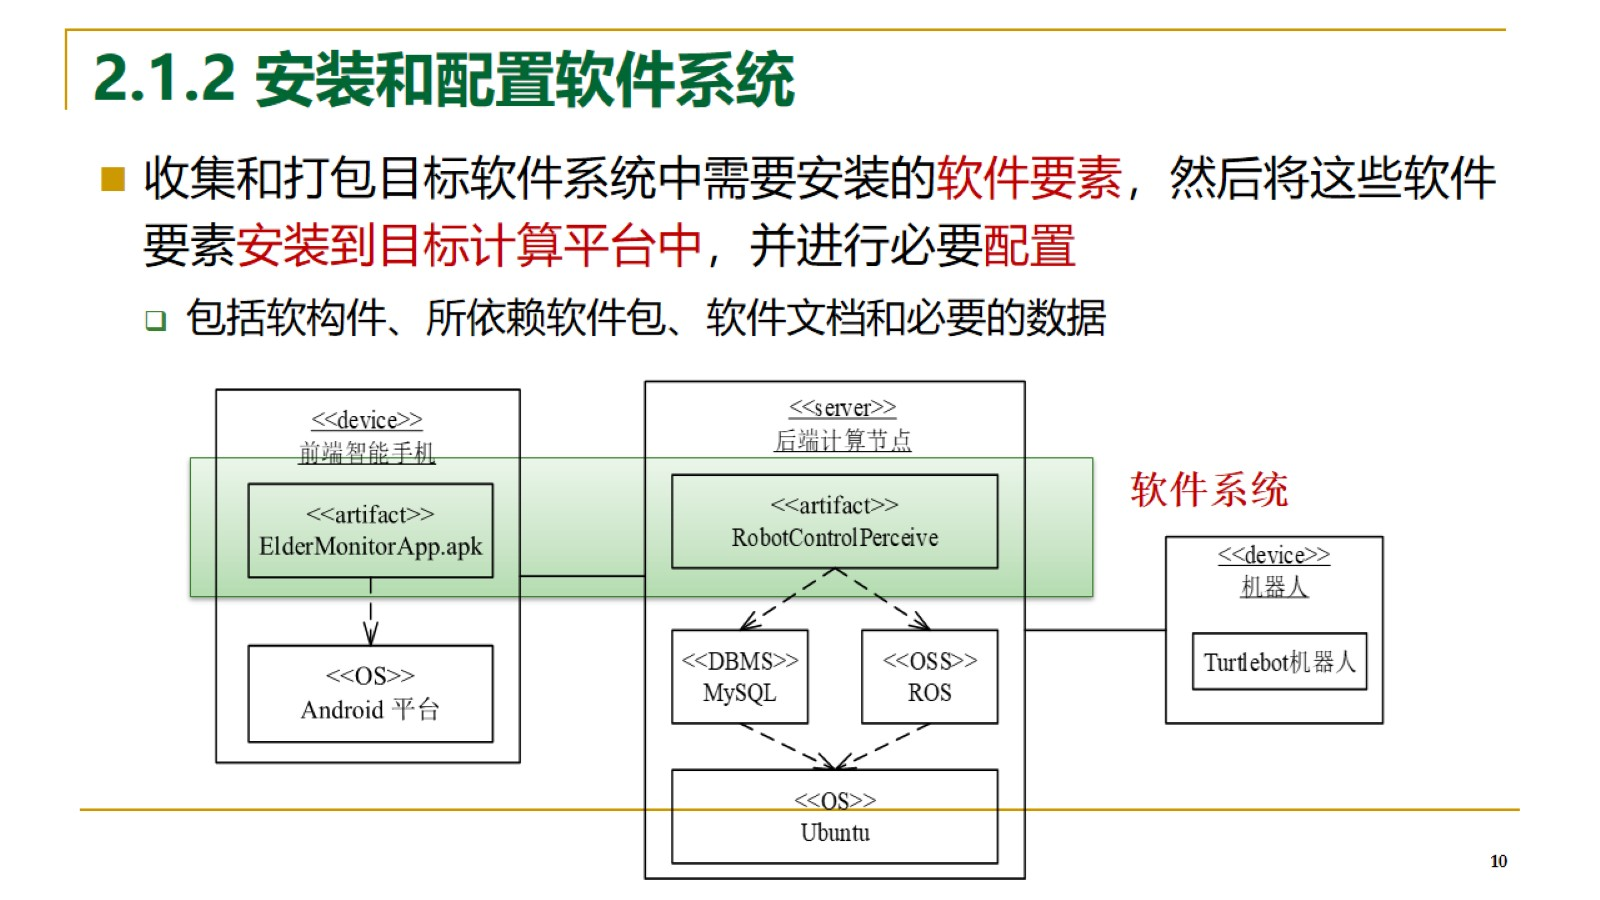 2.1.2 安装和配置软件系统
收集和打包目标软件系统中需要安装的软件要素，然后将这些软件
要素安装到目标计算平台中，并进行必要配置
包括软构件、所依赖软件包、软件文档和必要的数据
<<device>>
前端智能手机
<<artifact>>
ElderMonitorApp.apk
<<OS>>
Android 平台
<<server>>
后端计算节点
<<artifact>>
RobotControlPerceive
<<DBMS>>
MySQL
<<OSS>>
ROS
<<OS>>
Ubuntu
软件系统
<<device>>
机器人
Turtlebot机器人
10